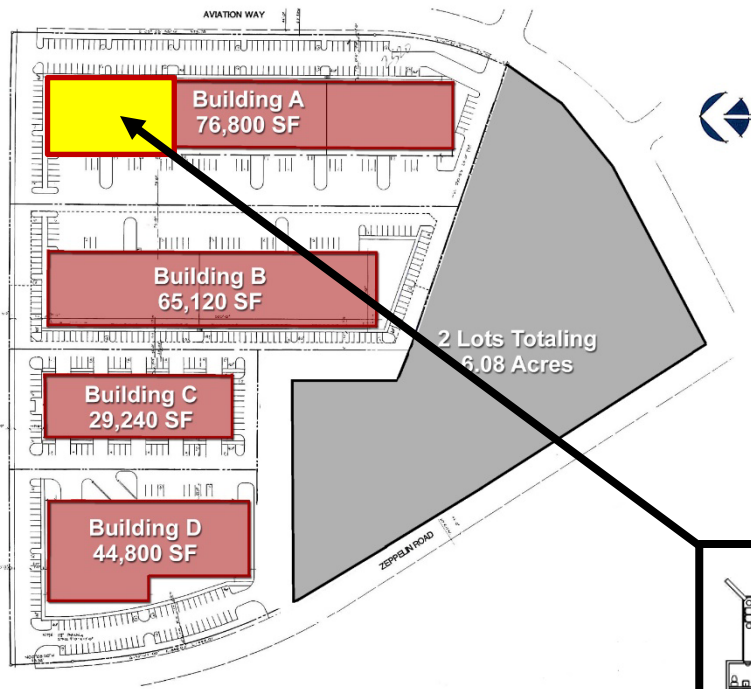 AVIATION WAY
Building A
76,800 SF
Building B
65,120 SF
2 Lots Totaling
6.08 Acres
Building C
29,240 SF
Building D
44,800 SF
ZEPPELIN ROAD